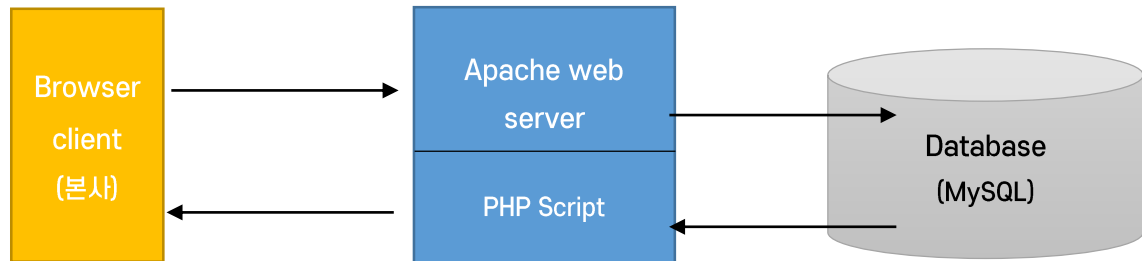 Browser
client
(본사)
Apache web
server
PHP Script
Database
(MySQL)